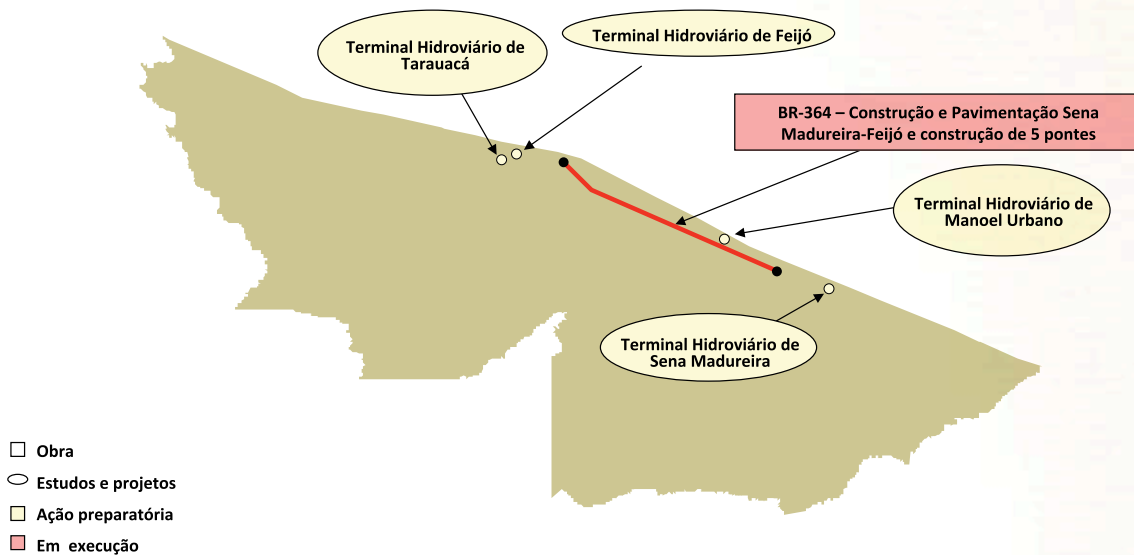 Terminal Hidroviário de
Tarauacá
Terminal Hidroviário de Feijó
BR-364 – Construção e Pavimentação Sena
Madureira-Feijó e construção de 5 pontes
Terminal Hidroviário de
Manoel Urbano
Terminal Hidroviário de
Sena Madureira
Obra
Estudos e projetos
Ação preparatória
Em execução